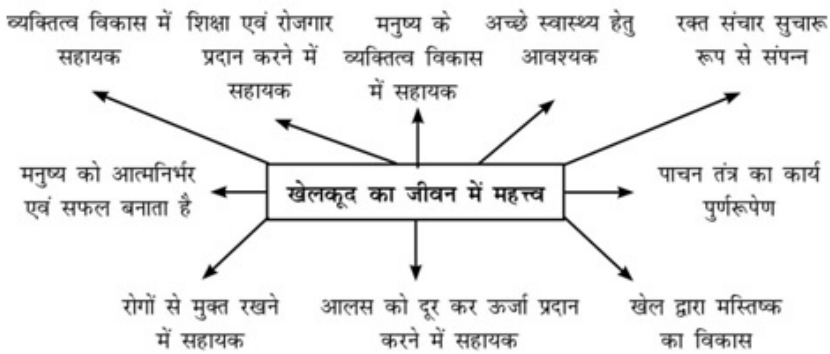 व्यक्तित्व विकास में
सहायक
शिक्षा एवं रोजगार
प्रदान करने में
सहायक
मनुष्य के
व्यक्तित्व विकास
में सहायक
अच्छे स्वास्थ्य हेतु
आवश्यक
रक्त संचार सुचारू
रूप से संपन्न
मनुष्य को आत्मनिर्भर
एवं सफल बनाता है
खेलकूद का जीवन में महत्त्व
पाचन तंत्र का कार्य
पुर्णरूपेण
रोगों से मुक्त रखने
में सहायक
आलस को दूर कर ऊर्जा प्रदान
करने में सहायक
खेल द्वारा मस्तिष्क
का विकास